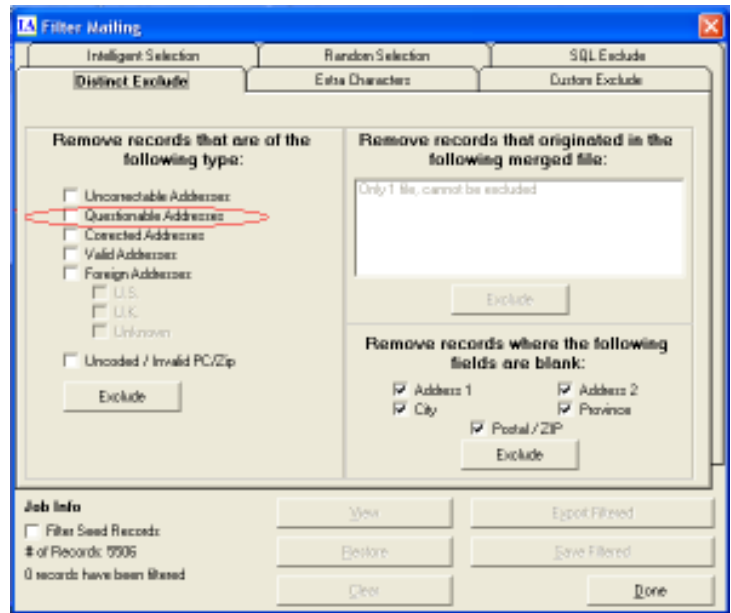 IA Filter Mailing
Intelligent Selection
Random Selection
SQL Exclude
Distinct Exclude
Extra Characters
Custom Exclude
Remove records that are of the
following type:
Uncorrectable Addresses
Questionable Addresses
Corrected Addresses
Valid Addresses
Foreign Addresses
U.S.
U.K.
Unknown
Uncoded / Invalid PC/Zip
Exclude
Remove records that originated in the
following merged file:
Only 1 file, cannot be excluded
Exclude
Remove records where the following
fields are blank:
Address 1
Address 2
City
Province
Postal / ZIP
Exclude
Job Info
Filter Seed Records
# of Records: 5506
0 records have been filtered
View
Export Filtered
Restore
Save Filtered
Clear
Done